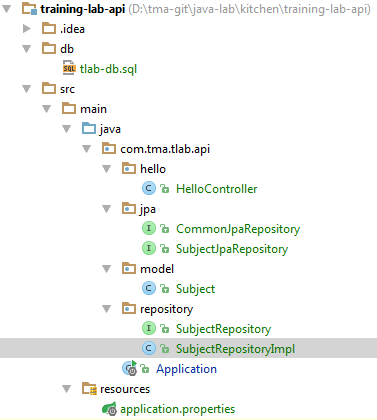 training-lab-api (D:\tma-git\java-lab\kitchen\training-lab-api)
.idea
db
SQL tlab-db.sql
src
main
java
com.tma.tlab.api
hello
C HelloController
jpa
I CommonJpaRepository
I SubjectJpaRepository
model
C Subject
repository
I SubjectRepository
C SubjectRepositoryImpl
C Application
resources
application.properties